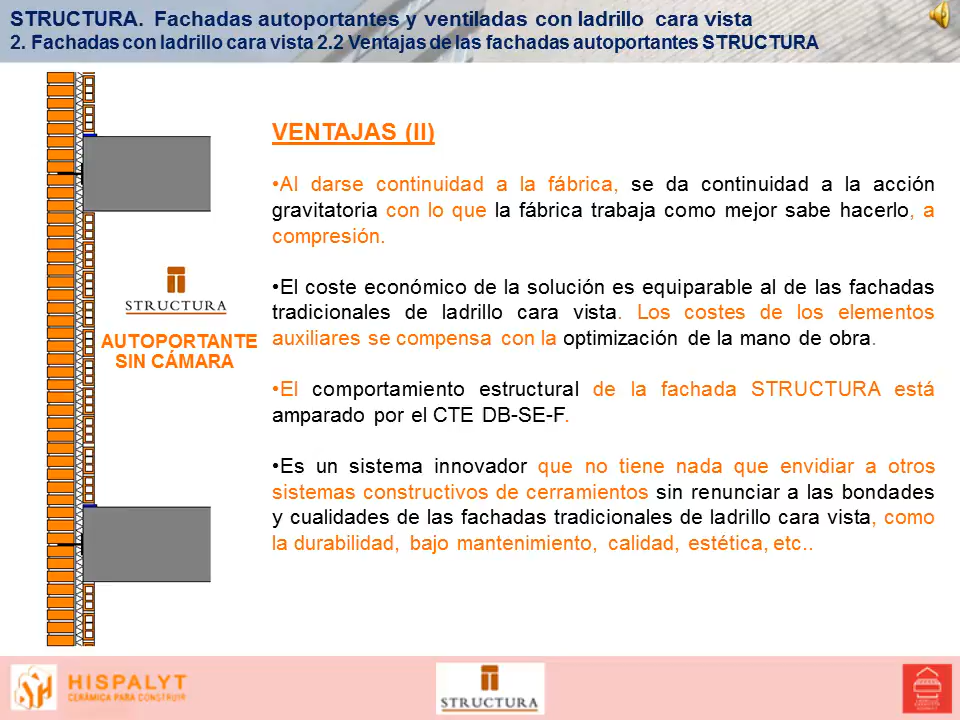 STRUCTURA. Fachadas autoportantes y ventiladas con ladrillo cara vista
2. Fachadas con ladrillo cara vista 2.2 Ventajas de las fachadas autoportantes STRUCTURA
VENTAJAS (II)
•Al darse continuidad a la fábrica, se da continuidad a la acción
gravitatoria con lo que la fábrica trabaja como mejor sabe hacerlo, a
compresión.
•El coste económico de la solución es equiparable al de las fachadas
tradicionales de ladrillo cara vista. Los costes de los elementos
auxiliares se compensa con la optimización de la mano de obra.
•El comportamiento estructural de la fachada STRUCTURA está
amparado por el CTE DB-SE-F.
•Es un sistema innovador que no tiene nada que envidiar a otros
sistemas constructivos de cerramientos sin renunciar a las bondades
y cualidades de las fachadas tradicionales de ladrillo cara vista, como
la durabilidad, bajo mantenimiento, calidad, estética, etc..
STRUCTURA
AUTOPORTANTE
SIN CÁMARA
HISPALYT
CERÁMICA PARA CONSTRUIR
STRUCTURA